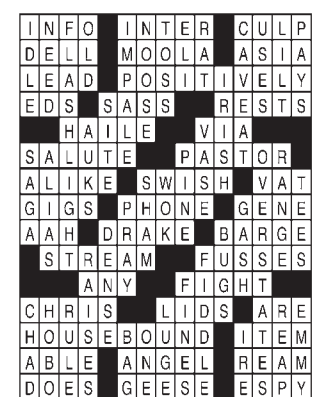 INFO INTER CULP
DELL MOOLA ASIA
LEAD POSITIVELY
EDS SASS RESTS
HAILE VIA
SALUTE PASTOR
ALIKE SWISH VAT
GIGS PHONE GENE
AAH DRAKE BARGE
STREAM FUSSES
ANY FIGHT
CHRIS LIDS ARE
HOUSEBOUND ITEM
ABLE ANGEL REAM
DOES GEESE ESPY